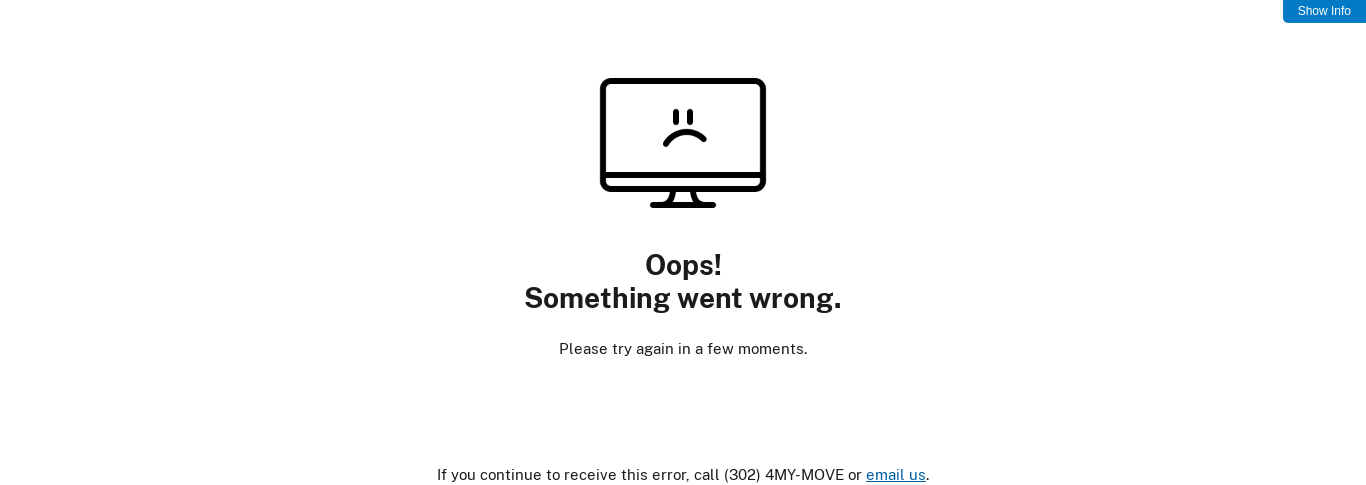 Show Info
Oops!
Something went wrong.
Please try again in a few moments.
If you continue to receive this error, call (302) 4MY-MOVE or email us.